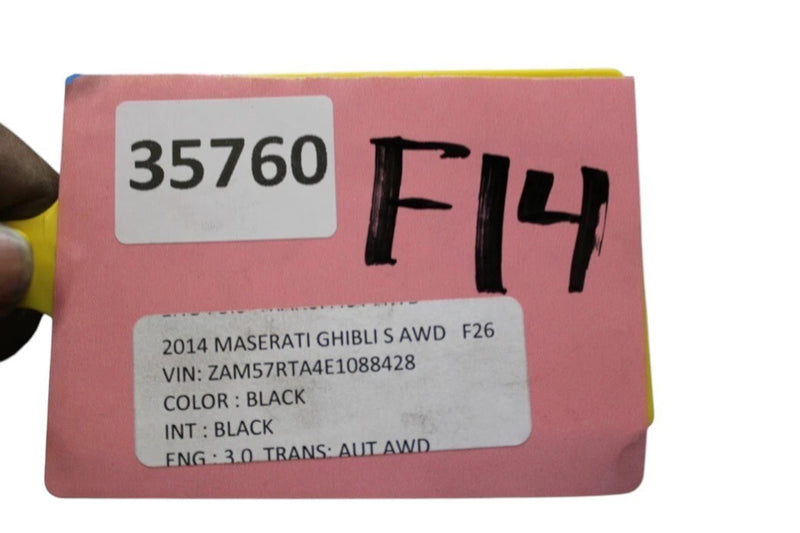 35760
F14
2014 MASERATI GHIBLI S AWD F26
VIN: ZAM57RTA4E1088428
COLOR : BLACK
INT : BLACK
ENG : 3.0 TRANS: AUT AWD